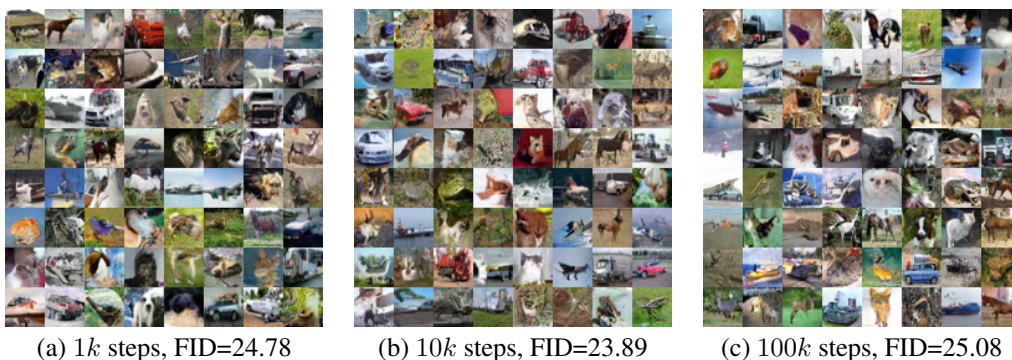 (a) 1k steps, FID=24.78
(b) 10k steps, FID=23.89
(c) 100k steps, FID=25.08